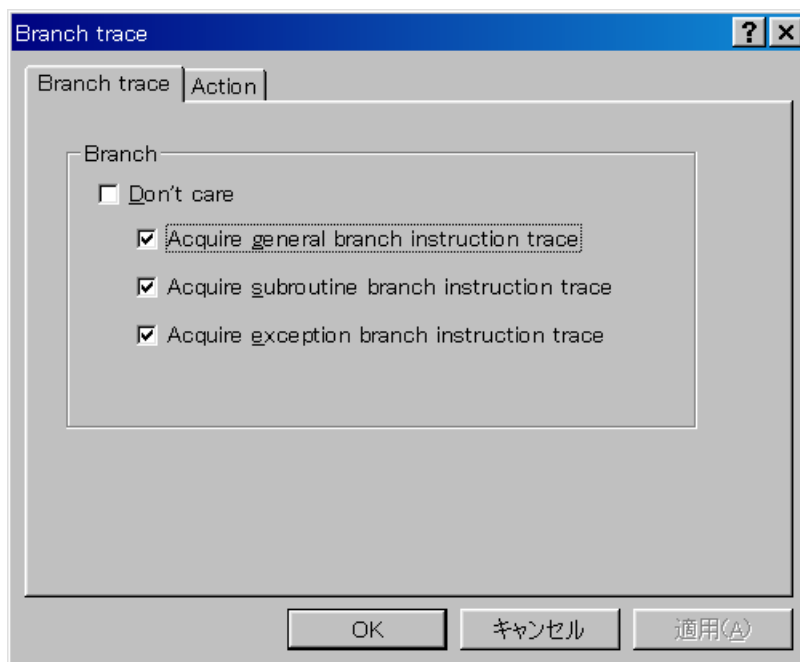 Branch trace
Branch trace Action
Branch
Don't care
Acquire general branch instruction trace
Acquire subroutine branch instruction trace
Acquire exception branch instruction trace
OK キャンセル 適用(A)